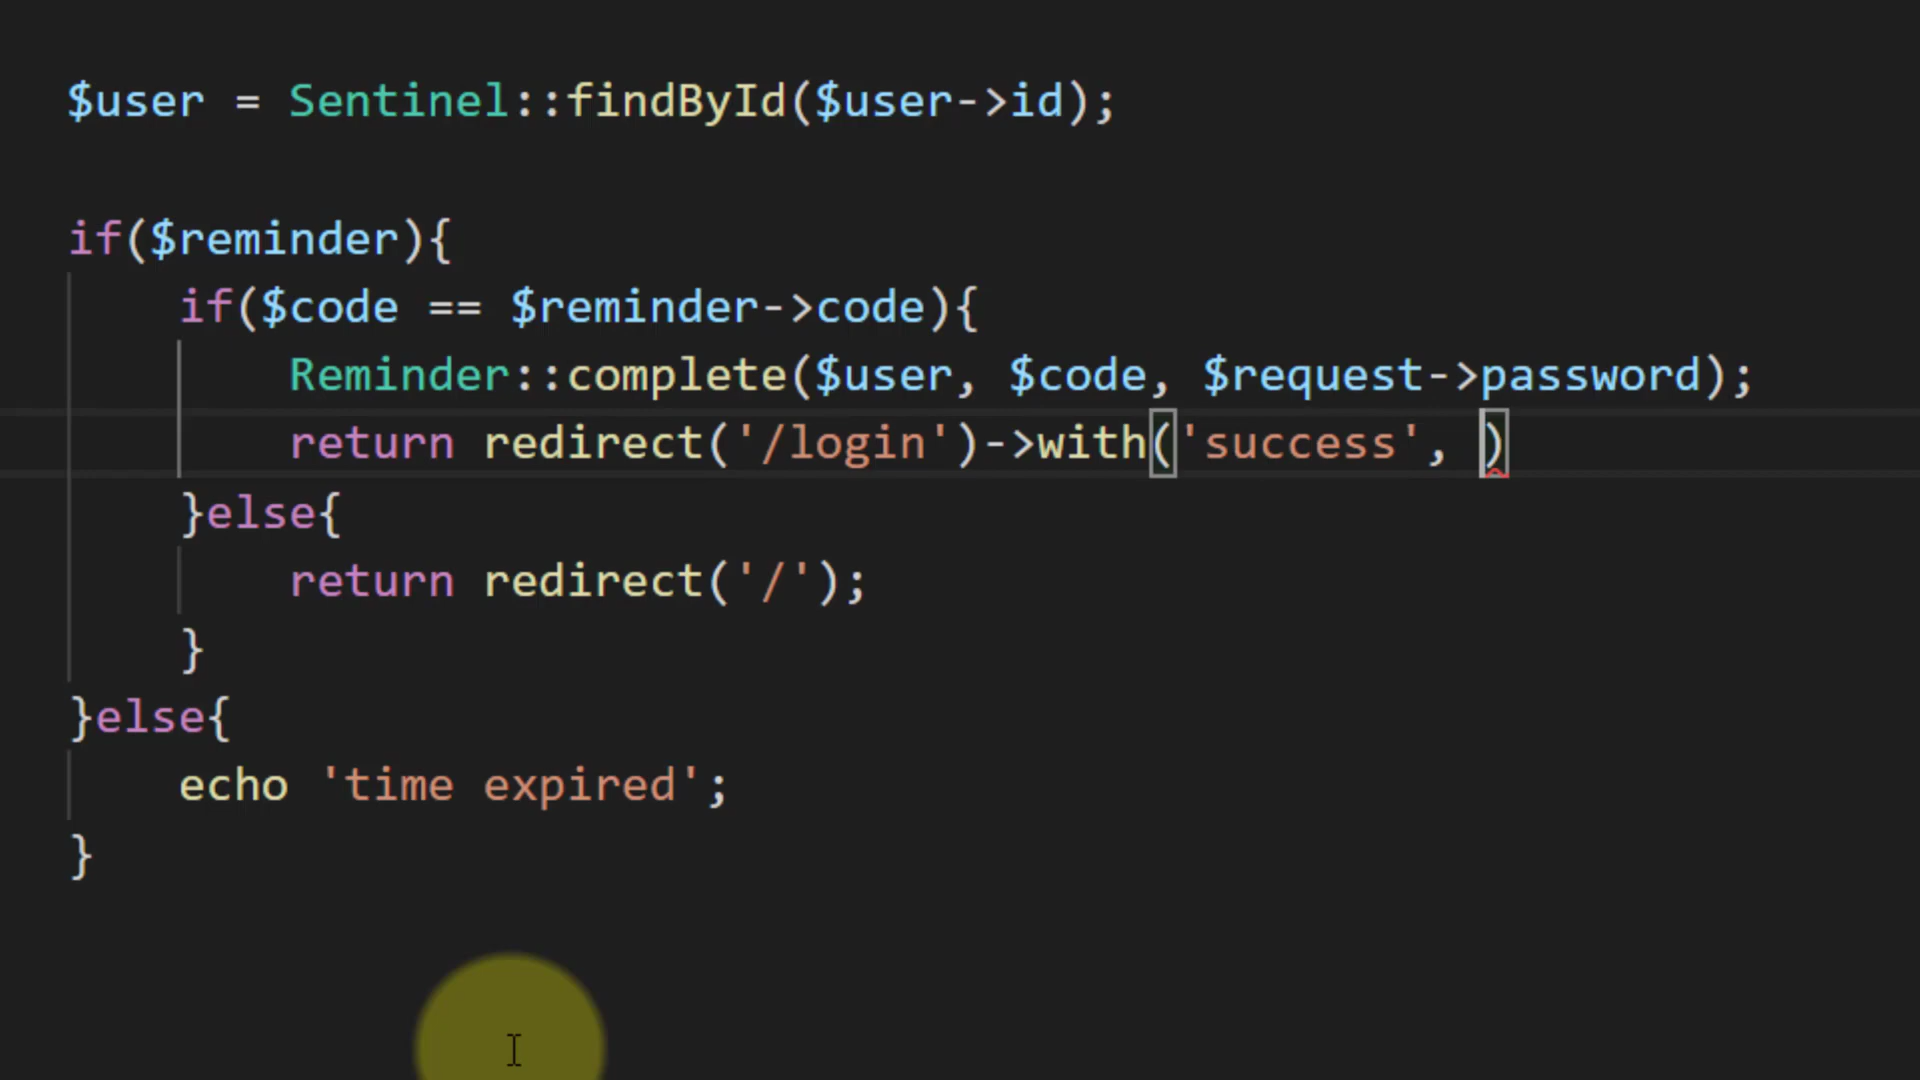 $user = Sentinel::findById($user->id);
if($reminder){
if($code == $reminder->code){
Reminder::complete($user, $code, $request->password);
return redirect('/login')->with('success', )
}else{
return redirect('/');
}
}else{
echo 'time expired';
}